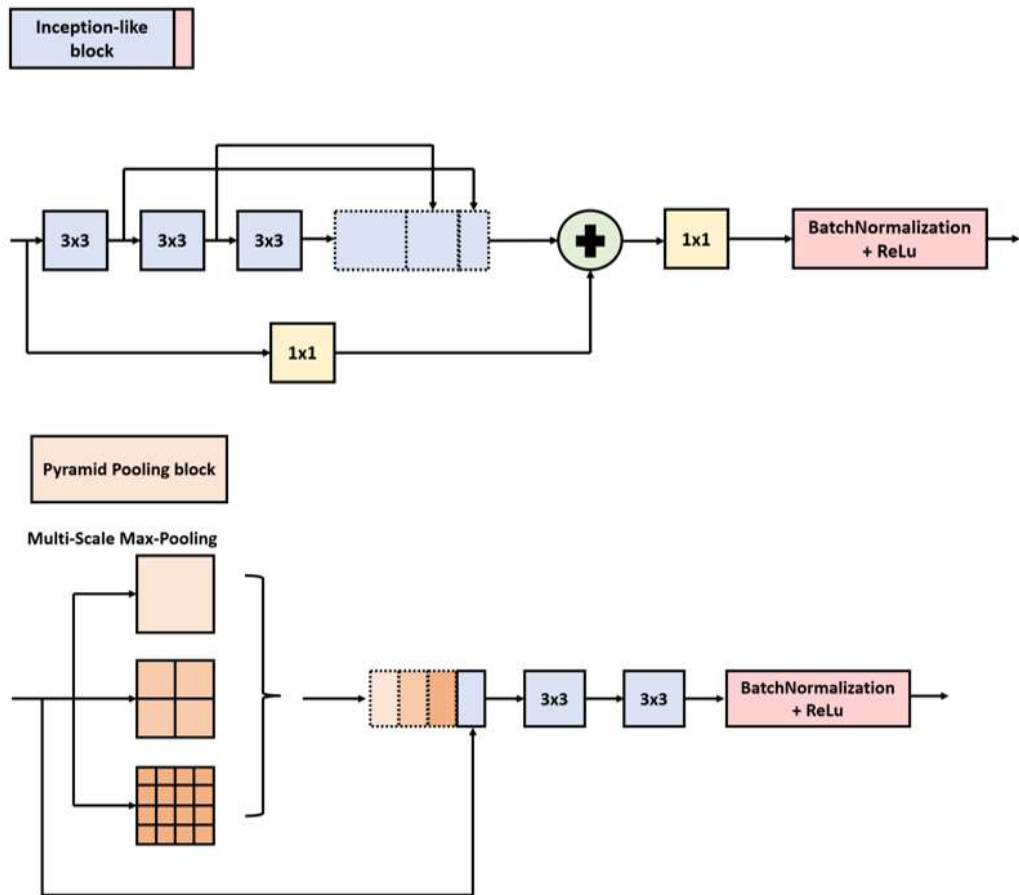 Inception-like
block
3x3
3x3
3x3
1x1
BatchNormalization
+ ReLu
1x1
Pyramid Pooling block
Multi-Scale Max-Pooling
3x3
3x3
BatchNormalization
+ ReLu